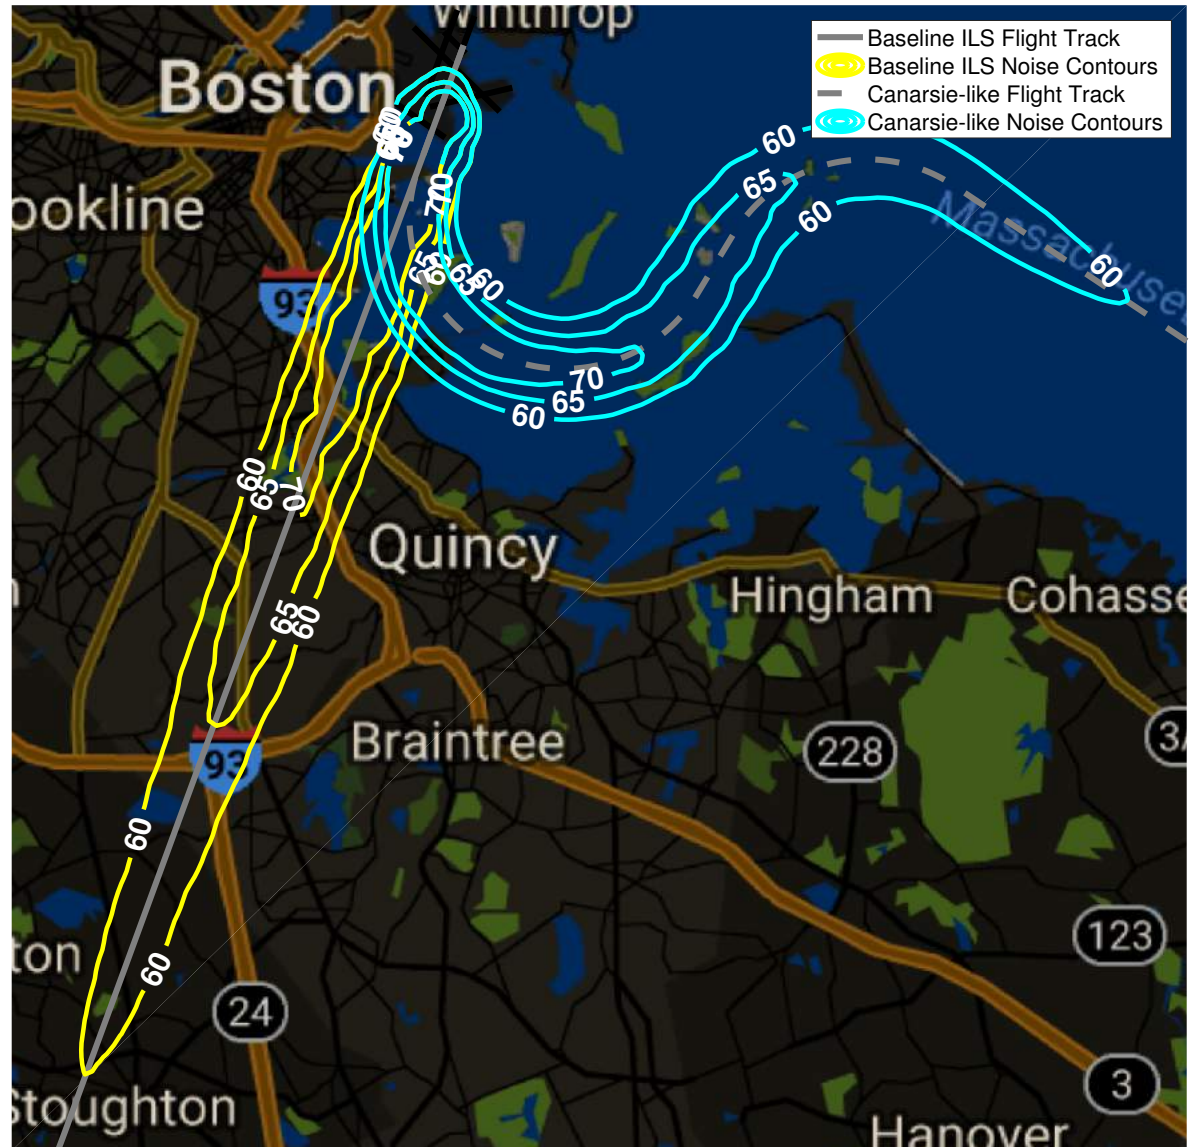 Winthrop
Baseline ILS Flight Track
Baseline ILS Noise Contours
Canarsie-like Flight Track
Canarsie-like Noise Contours
Boston
60
65
60
70
ookline
Massachuse
60
65
65
60
93
70
65
60
60
65
70
Quincy
Hingham
Cohasse
65
60
Braintree
228
3A
93
60
ton
60
123
24
3
Stoughton
Hanover